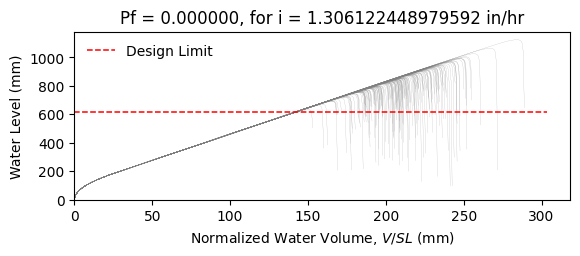 Pf = 0.000000, for i = 1.306122448979592 in/hr
Design Limit
Water Level (mm)
1000
800
600
400
200
0
0 50 100 150 200 250 300
Normalized Water Volume, V/SL (mm)